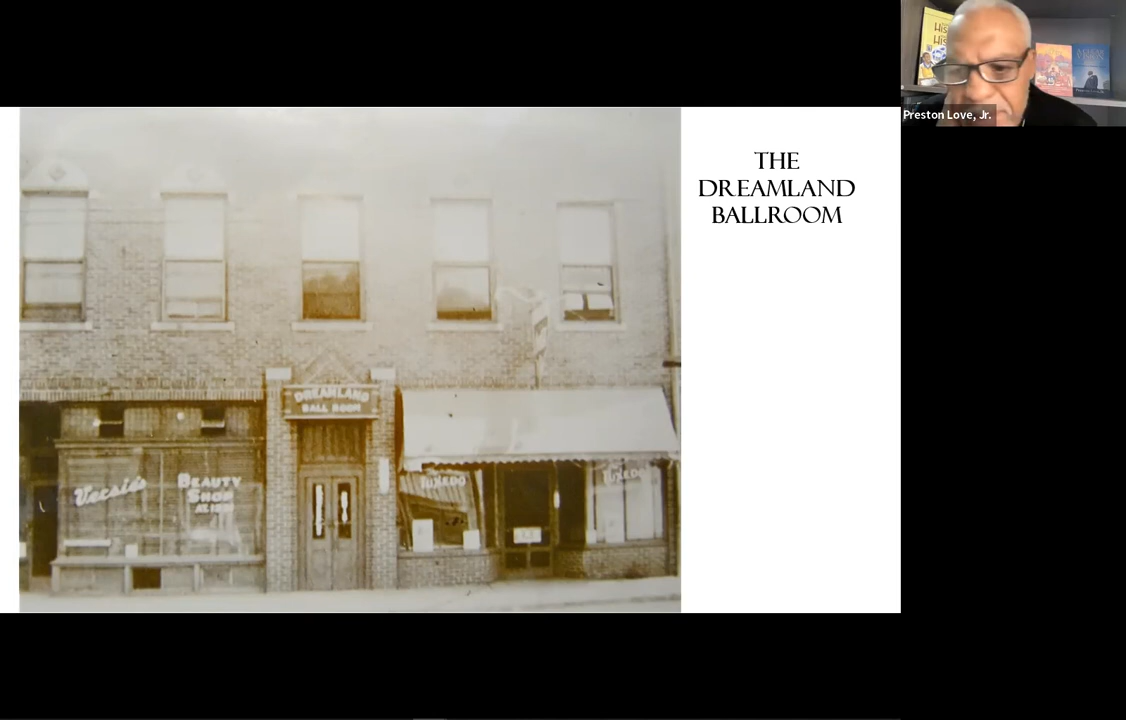 THE
DREAMLAND
BALLROOM
Preston Love, Jr.
DREAMLAND
BALL ROOM
BEAUTY
SHOP
TUXEDO
TUXEDO